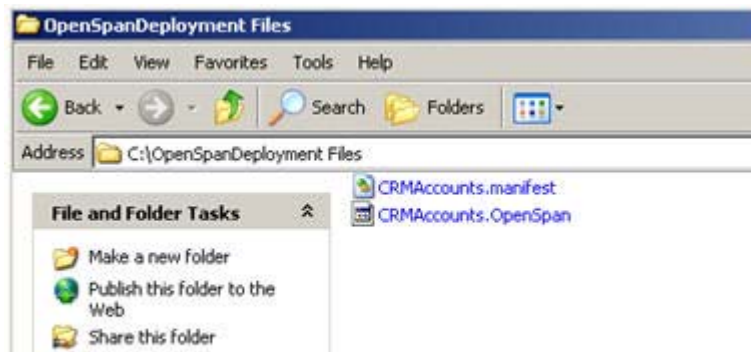 OpenSpanDeployment Files
File Edit View Favorites Tools Help
Back Search Folders
Address C:\OpenSpanDeployment Files
CRMAccounts.manifest
CRMAccounts.OpenSpan
File and Folder Tasks
Make a new folder
Publish this folder to the
Web
Share this folder